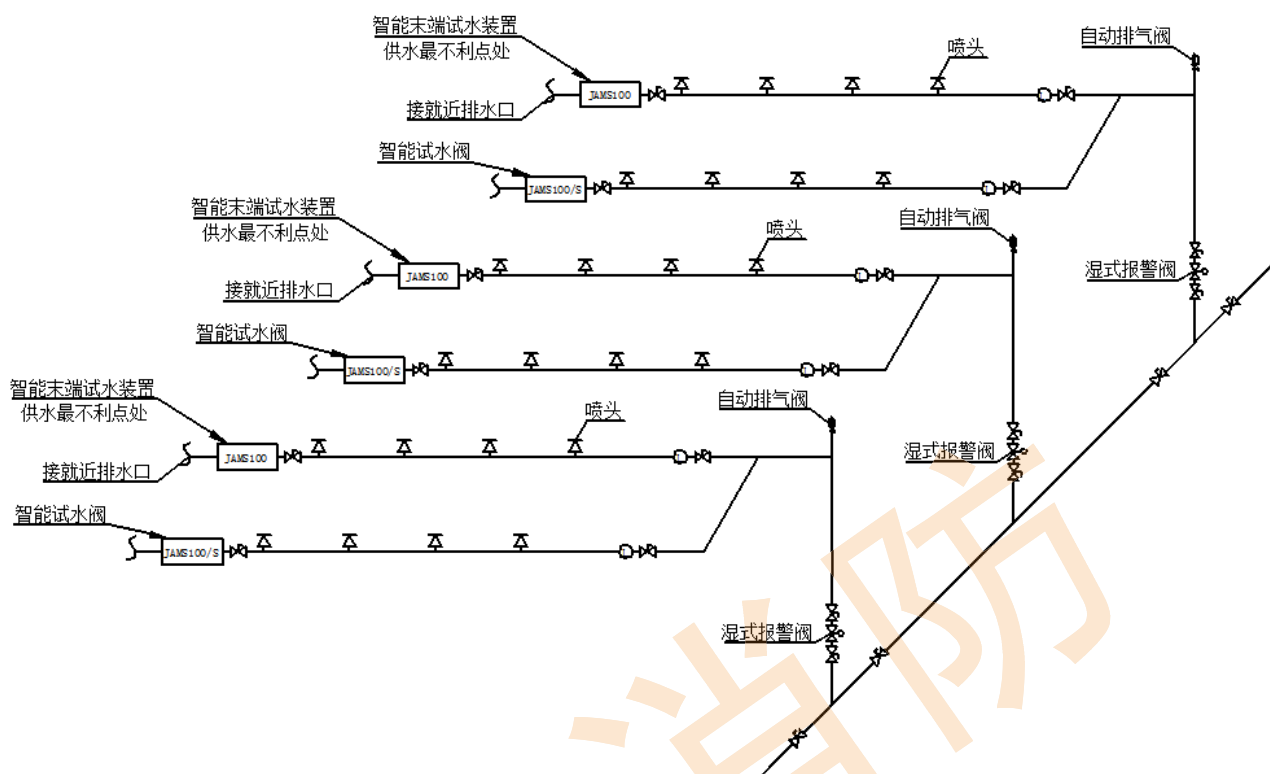 智能末端试水装置
供水最不利点处
自动排气阀
喷头
JAMS100
接就近排水口
智能试水阀
JAMS100/S
智能末端试水装置
供水最不利点处
自动排气阀
喷头
湿式报警阀
JAMS100
接就近排水口
智能试水阀
JAMS100/S
智能末端试水装置
供水最不利点处
自动排气阀
喷头
湿式报警阀
JAMS100
接就近排水口
智能试水阀
JAMS100/S
湿式报警阀
消防